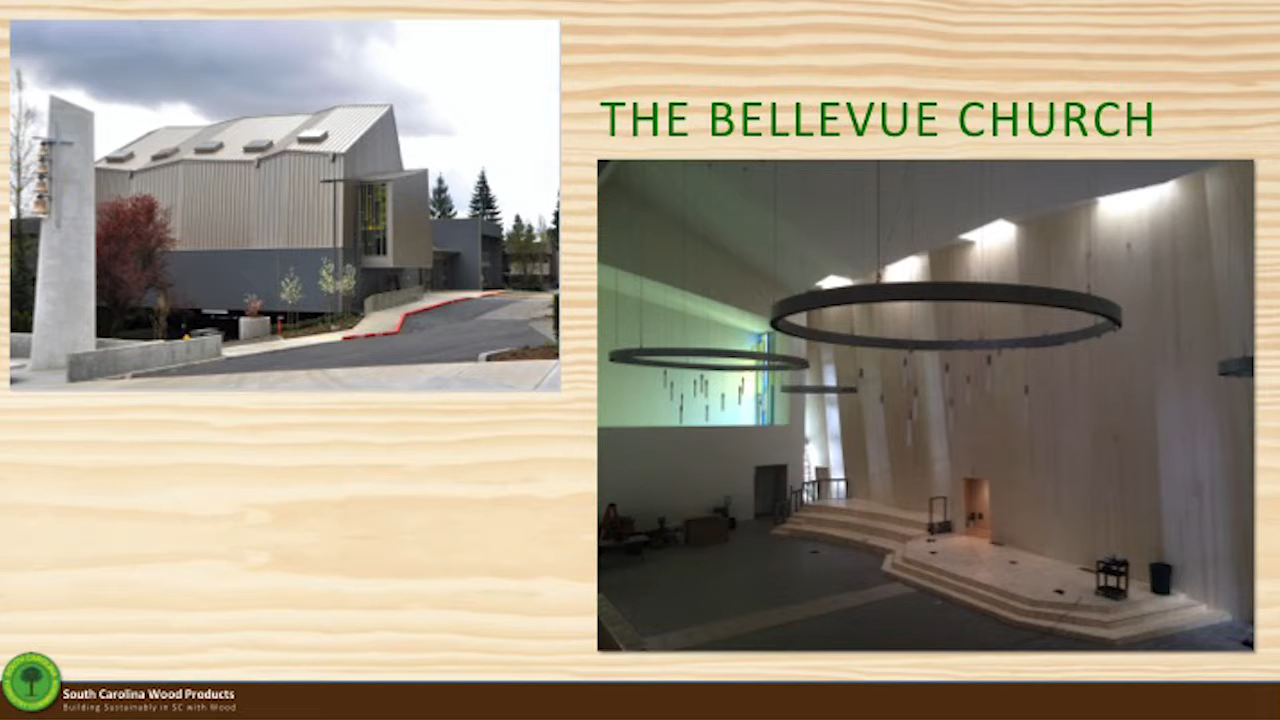 THE BELLEVUE CHURCH
South Carolina Wood Products
Building Sustainably in SC with Wood